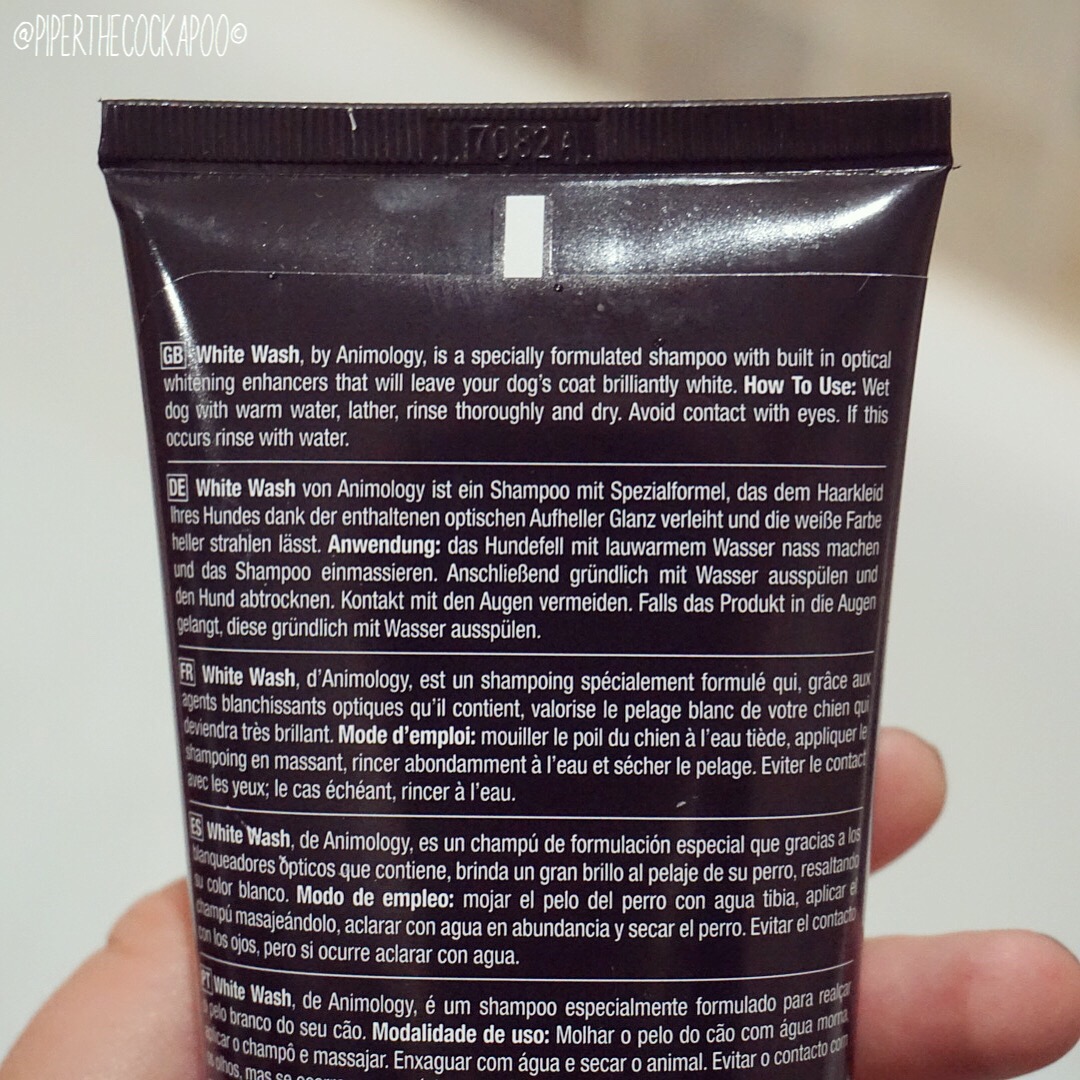 @PIPERTHECOCKAPOO©
17082A
GB White Wash, by Animology, is a specially formulated shampoo with built in optical
whitening enhancers that will leave your dog's coat brilliantly white. How To Use: Wet
dog with warm water, lather, rinse thoroughly and dry. Avoid contact with eyes. If this
occurs rinse with water.
DE White Wash von Animology ist ein Shampoo mit Spezialformel, das dem Haarkleid
Ihres Hundes dank der enthaltenen optischen Aufheller Glanz verleiht und die weiße Farbe
heller strahlen lässt. Anwendung: das Hundefell mit lauwarmem Wasser nass machen
und das Shampoo einmassieren. Anschließend gründlich mit Wasser ausspülen und
den Hund abtrocknen. Kontakt mit den Augen vermeiden. Falls das Produkt in die Augen
gelangt, diese gründlich mit Wasser ausspülen.
FR White Wash, d'Animology, est un shampoing spécialement formulé qui, grâce aux
agents blanchissants optiques qu'il contient, valorise le pelage blanc de votre chien qui
deviendra très brillant. Mode d'emploi: mouiller le poil du chien à l'eau tiède, appliquer le
shampoing en massant, rincer abondamment à l'eau et sécher le pelage. Eviter le contact
avec les yeux; le cas échéant, rincer à l'eau.
ES White Wash, de Animology, es un champú de formulación especial que gracias a los
blanqueadores ópticos que contiene, brinda un gran brillo al pelaje de su perro, resaltando
su color blanco. Modo de empleo: mojar el pelo del perro con agua tibia, aplicar el
champú masajeándolo, aclarar con agua en abundancia y secar el perro. Evitar el contacto
con los ojos, pero si ocurre aclarar con agua.
PT White Wash, de Animology, é um shampoo especialmente formulado para realçar
o pelo branco do seu cão. Modalidade de uso: Molhar o pelo do cão com água morna,
aplicar o champô e massajar. Enxaguar com água e secar o animal. Evitar o contacto com
os olhos, mas se